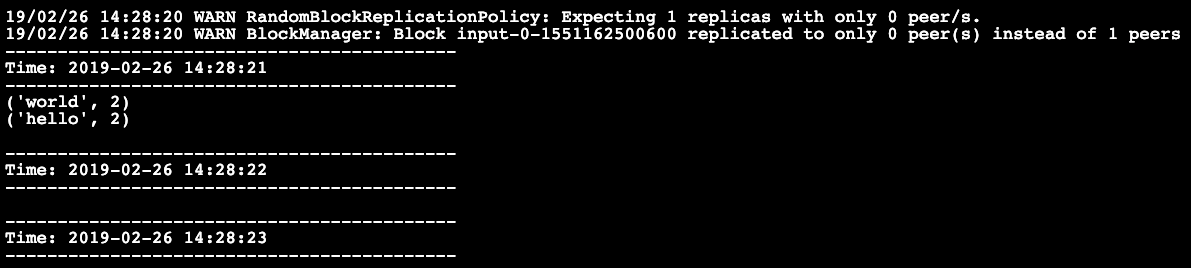 19/02/26 14:28:20 WARN RandomBlockReplicationPolicy: Expecting 1 replicas with only 0 peer/s.
19/02/26 14:28:20 WARN BlockManager: Block input-0-1551162500600 replicated to only 0 peer(s) instead of 1 peers
-------------------------------------------
Time: 2019-02-26 14:28:21
-------------------------------------------
('world', 2)
('hello', 2)
-------------------------------------------
Time: 2019-02-26 14:28:22
-------------------------------------------
-------------------------------------------
Time: 2019-02-26 14:28:23
-------------------------------------------